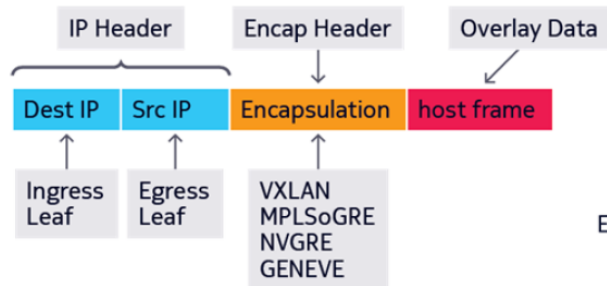 IP Header
Encap Header
Overlay Data
Dest IP
Src IP
Encapsulation
host frame
Ingress
Leaf
Egress
Leaf
VXLAN
MPLSoGRE
NVGRE
GENEVE
E